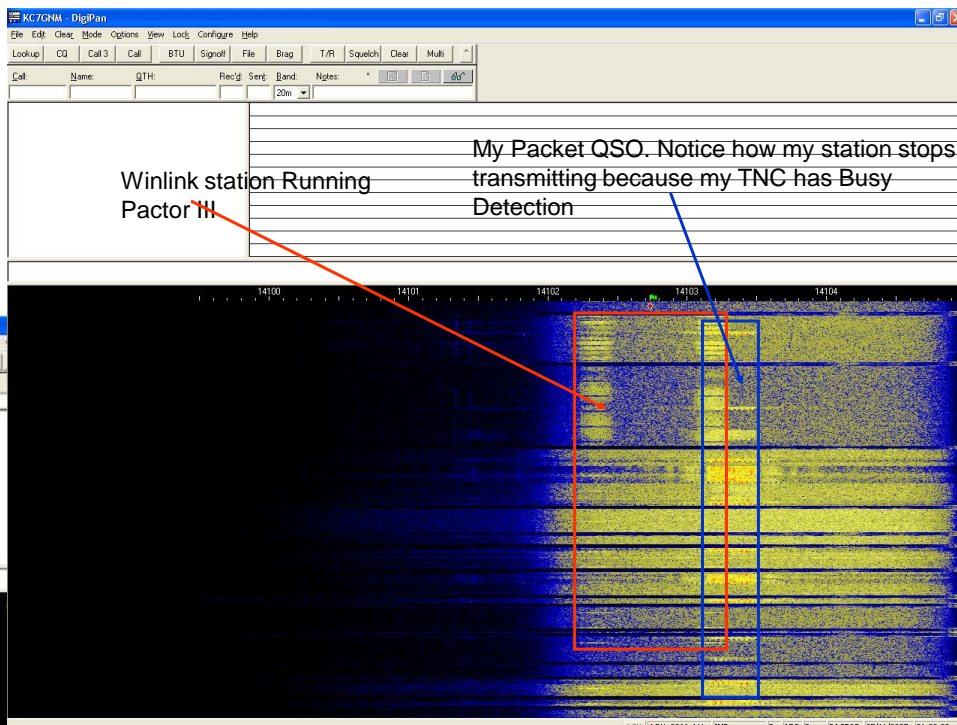 KC7GNM - DigiPan
File Edit Clear Mode Options View Lock Configure Help
Lookup CQ Call 3 Call BTU Signoff File Brag T/R Squelch Clear Multi ^
Call: Name: QTH: Rec'd: Sent: Band: Notes: *
20m
My Packet QSO. Notice how my station stops
transmitting because my TNC has Busy
Detection
Winlink station Running
Pactor III
14100 14101 14102 14103 14104